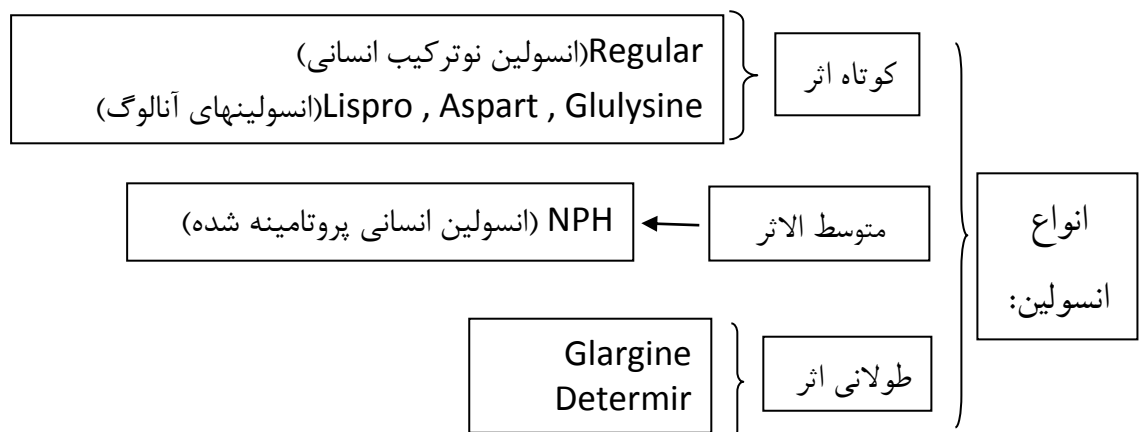 انواع
انسولین:
کوتاه اثر
Regular(انسولین نوترکیب انسانی)
Lispro , Aspart , Glulysine(انسولینهای آنالوگ)
متوسط الاثر
NPH (انسولین انسانی پروتامینه شده)
طولانی اثر
Glargine
Determir